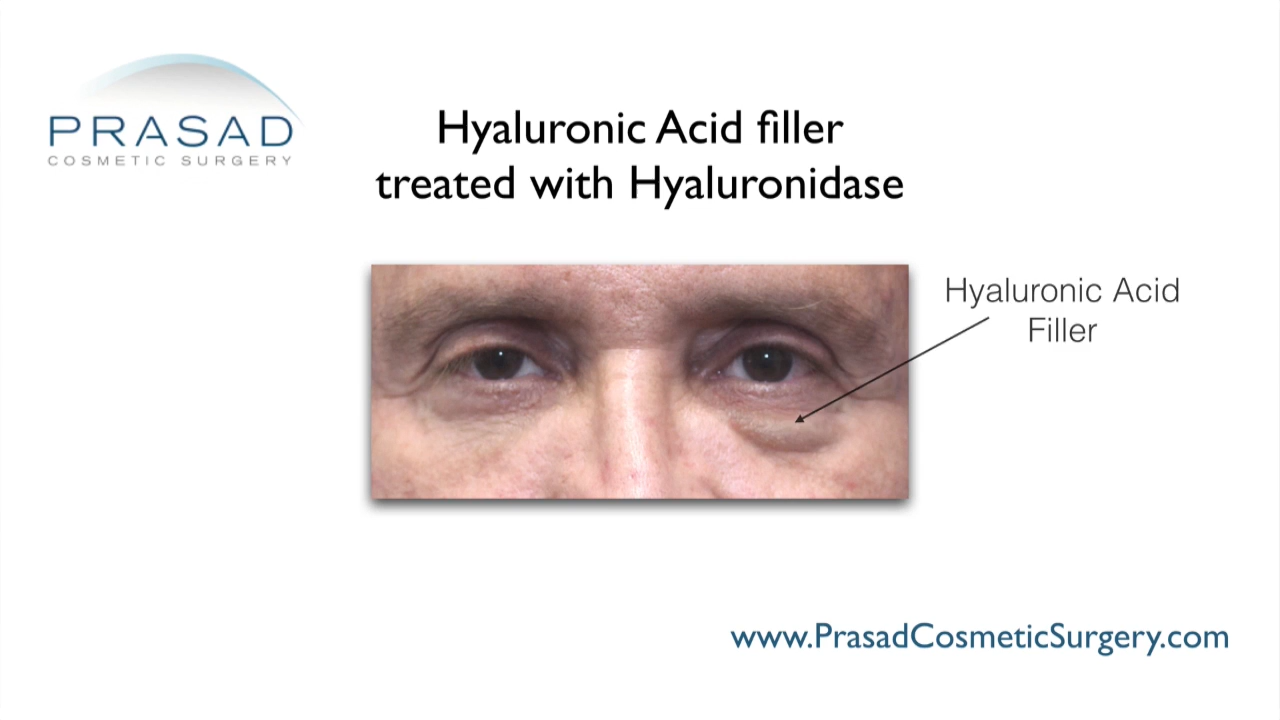 PRASAD
COSMETIC SURGERY
Hyaluronic Acid filler
treated with Hyaluronidase
Hyaluronic Acid
Filler
www.PrasadCosmeticSurgery.com